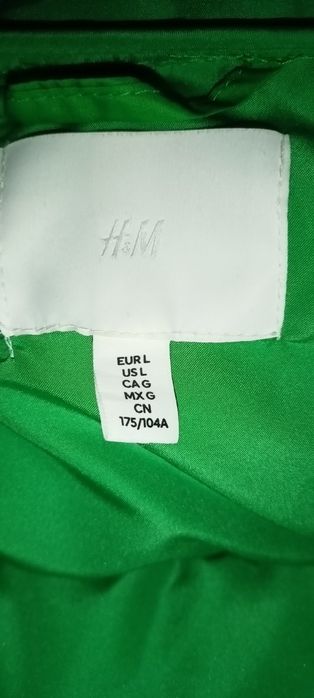 H&M
EUR L
US L
CA G
MX G
CN
175/104A